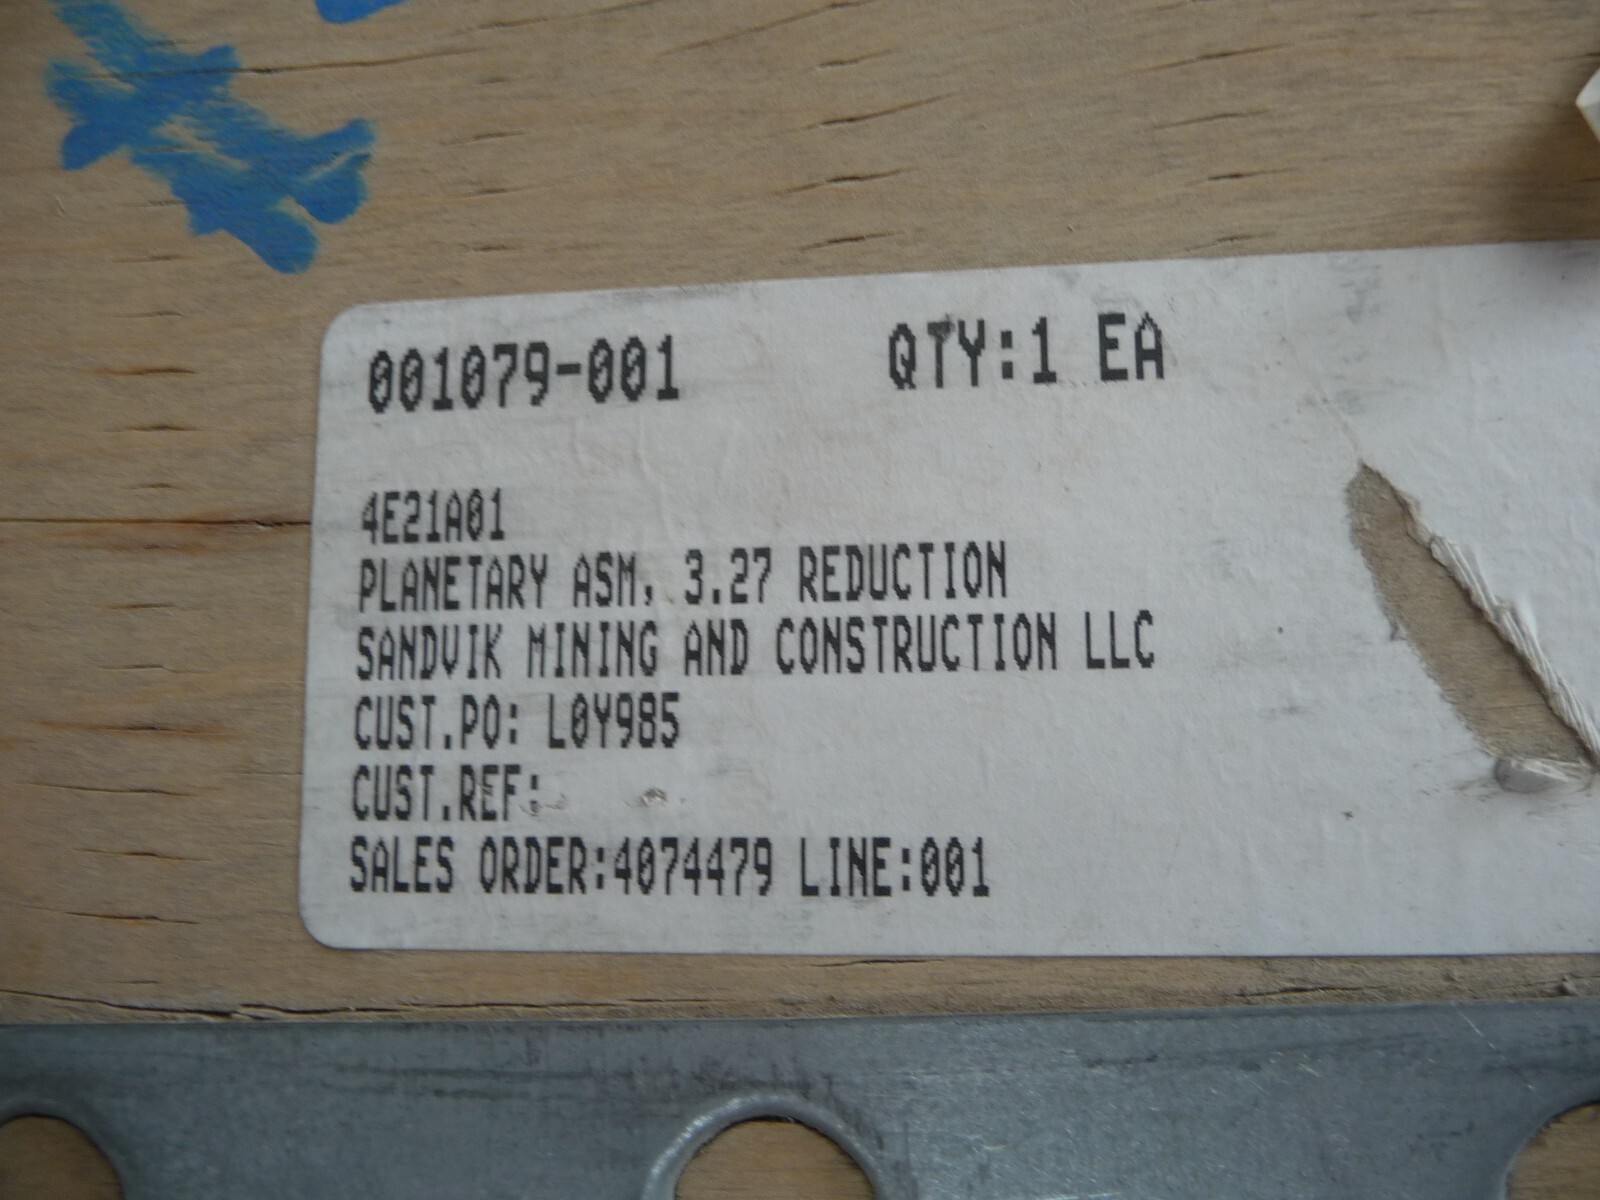 001079-001 QTY:1 EA
4E21A01
PLANETARY ASM, 3.27 REDUCTION
SANDVIK MINING AND CONSTRUCTION LLC
CUST.PO: L0Y985
CUST.REF:
SALES ORDER:4074479 LINE:001